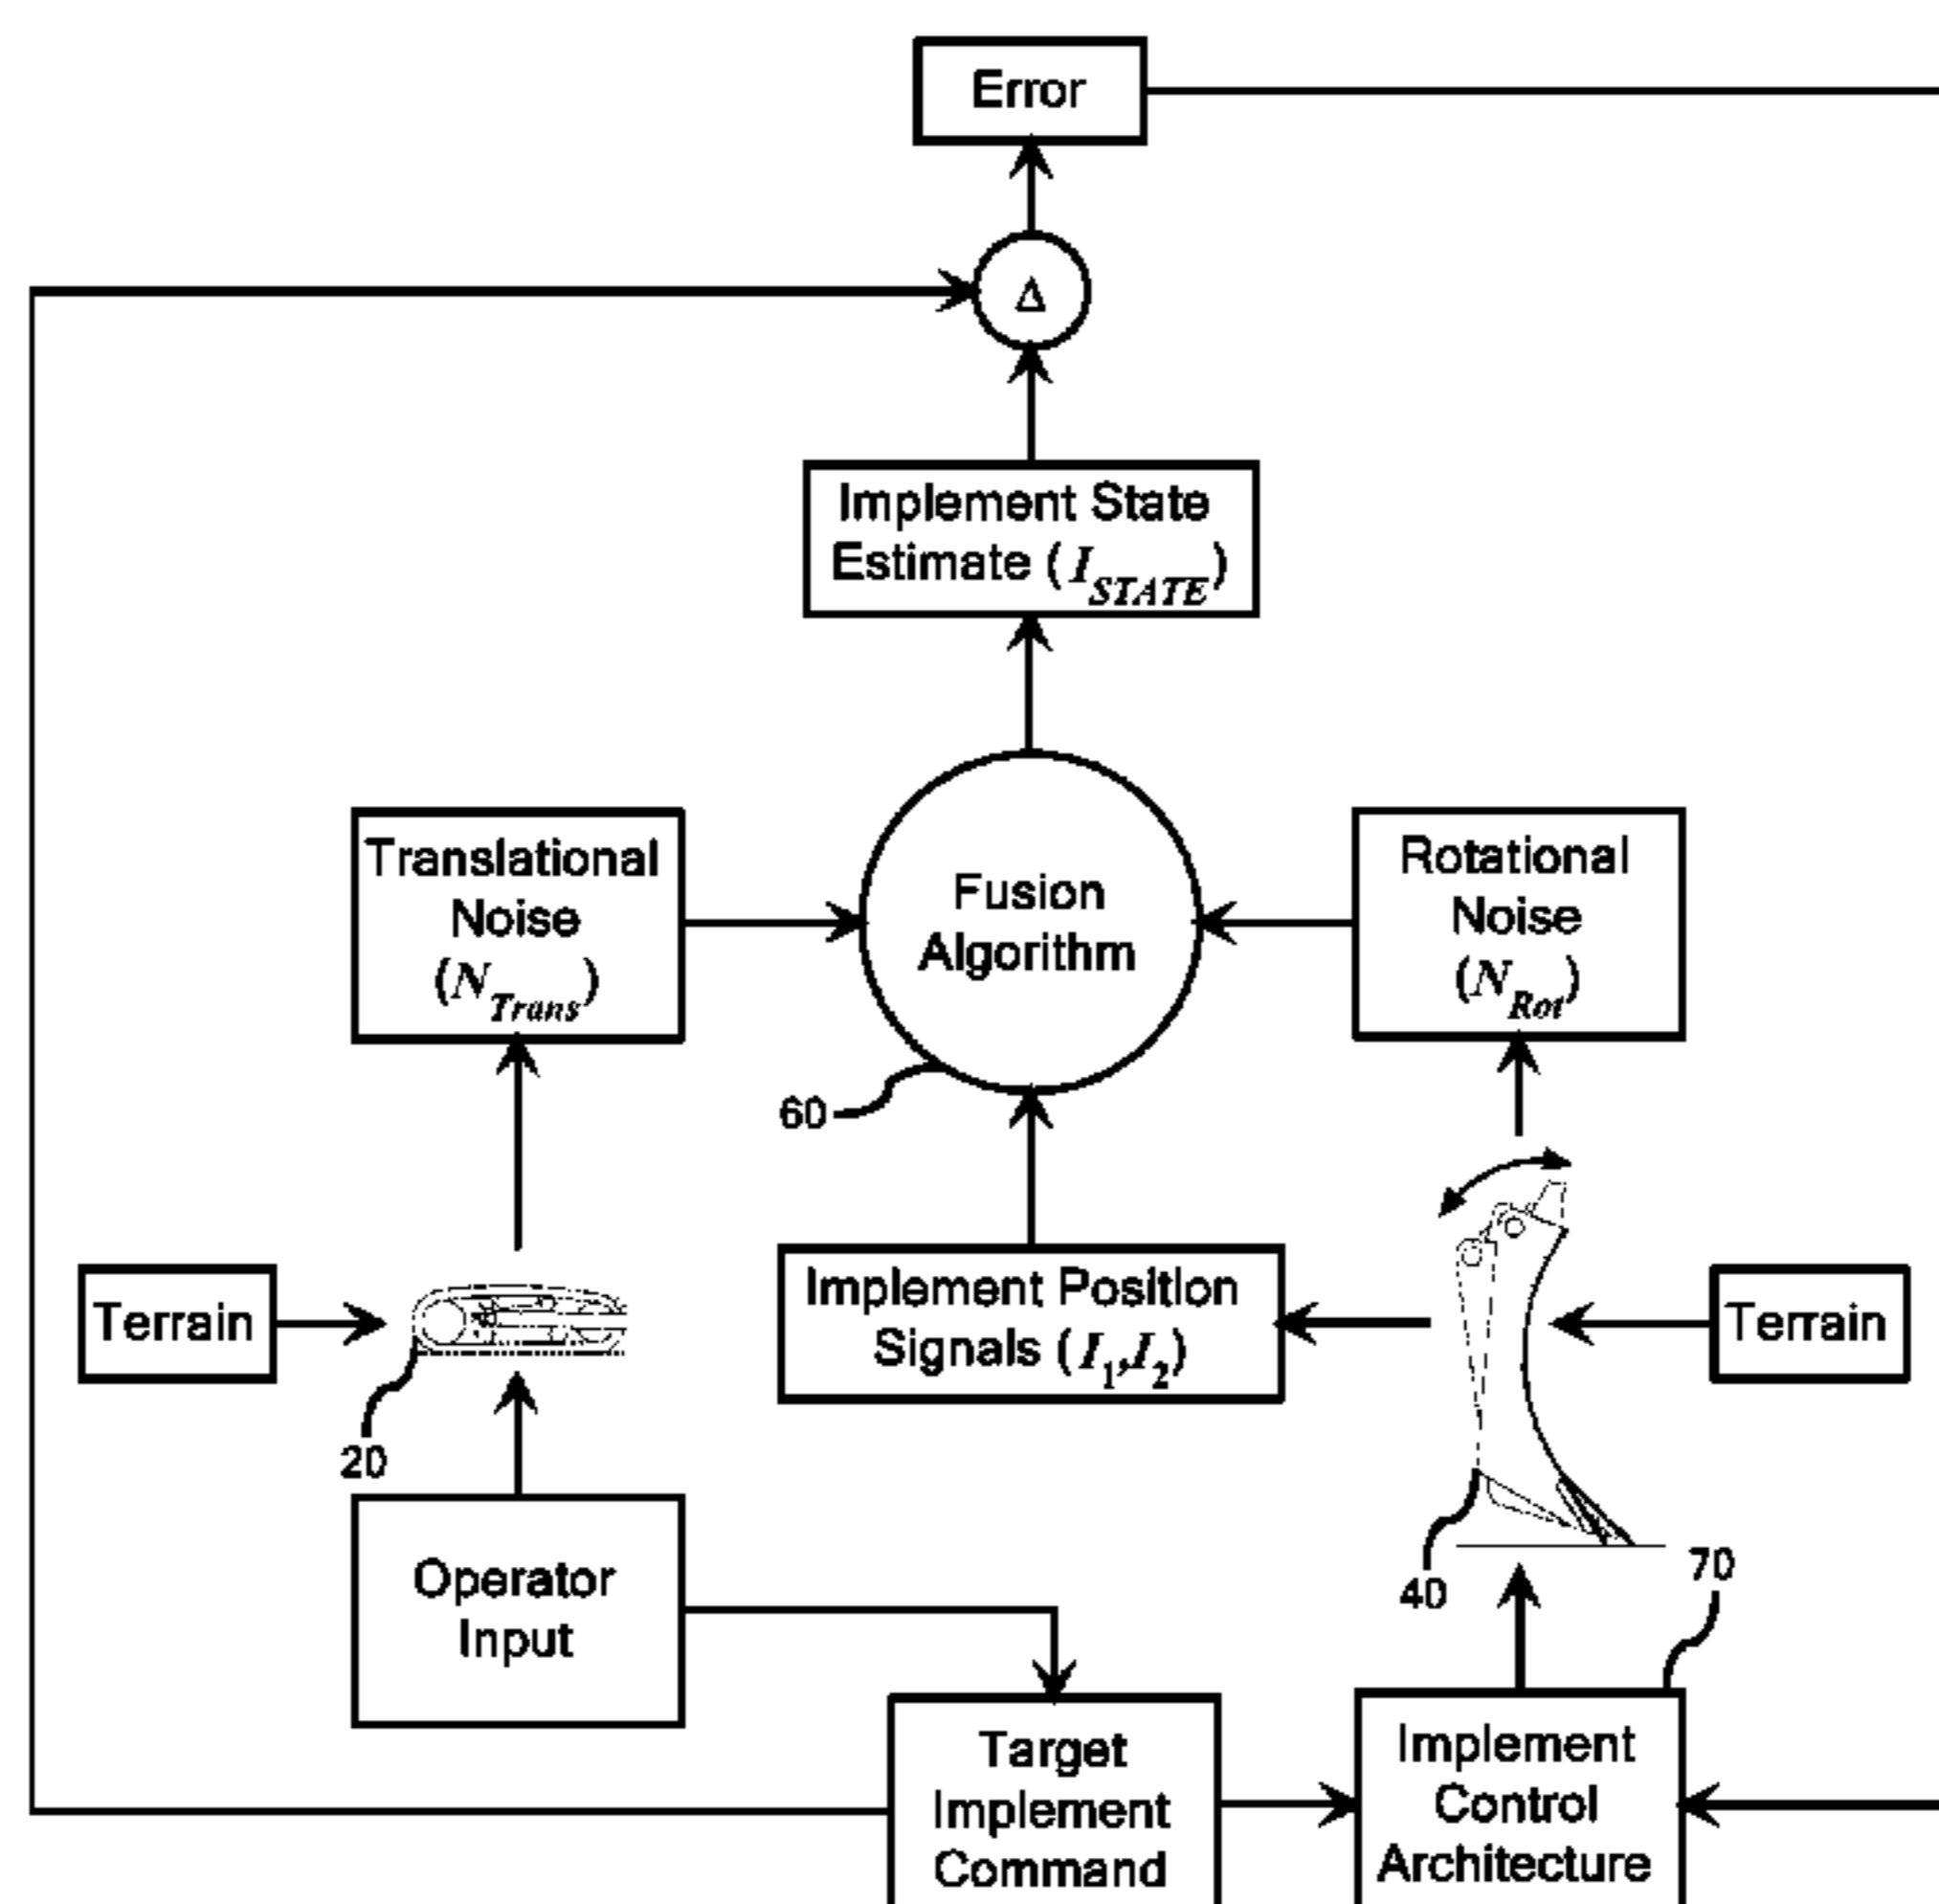 Error
Δ
Implement State
Estimate (I_STATE)
Translational
Noise
(N_Trans)
Fusion
Algorithm
Rotational
Noise
(N_Rot)
60
Terrain
20
Implement Position
Signals (I_1,I_2)
Terrain
40
70
Operator
Input
Target
Implement
Command
Implement
Control
Architecture